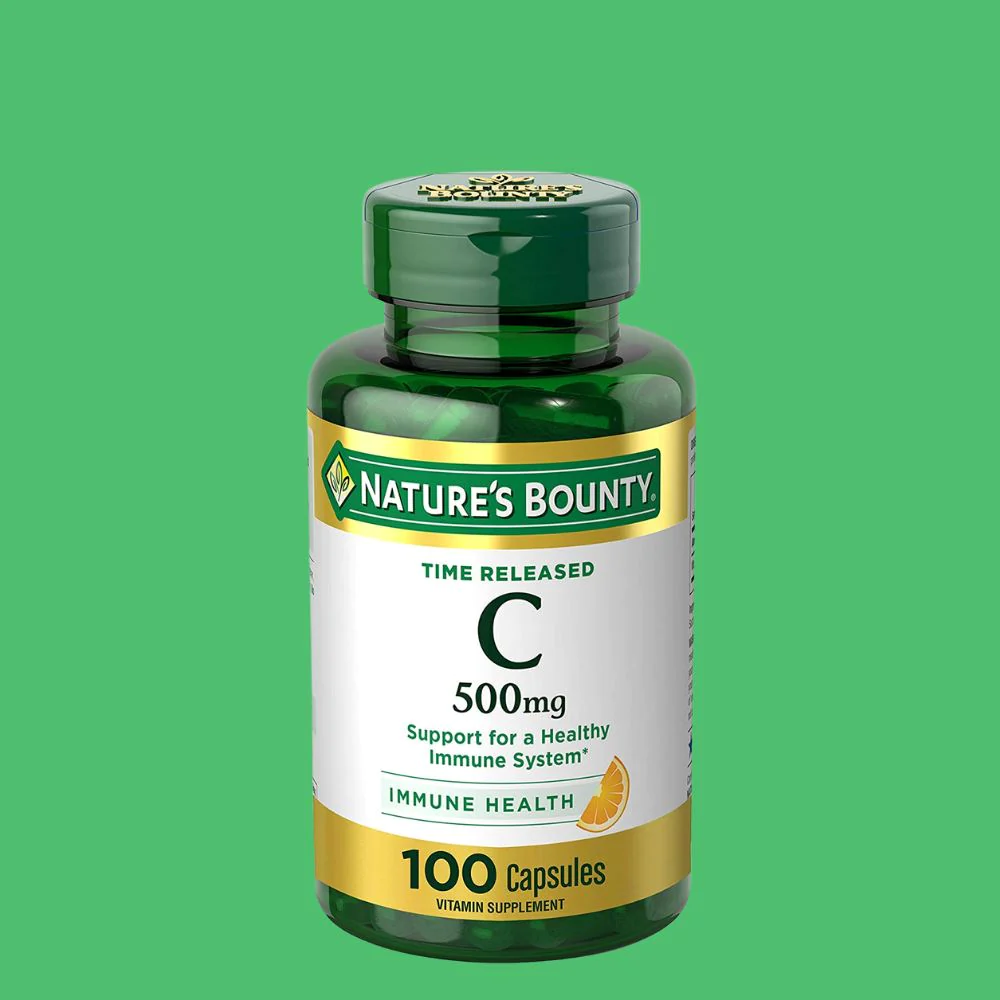 NATURE'S
BOUNTY
NATURE'S BOUNTY®
TIME RELEASED
C
500mg
Support for a Healthy
Immune System*
IMMUNE HEALTH
100 Capsules
VITAMIN SUPPLEMENT